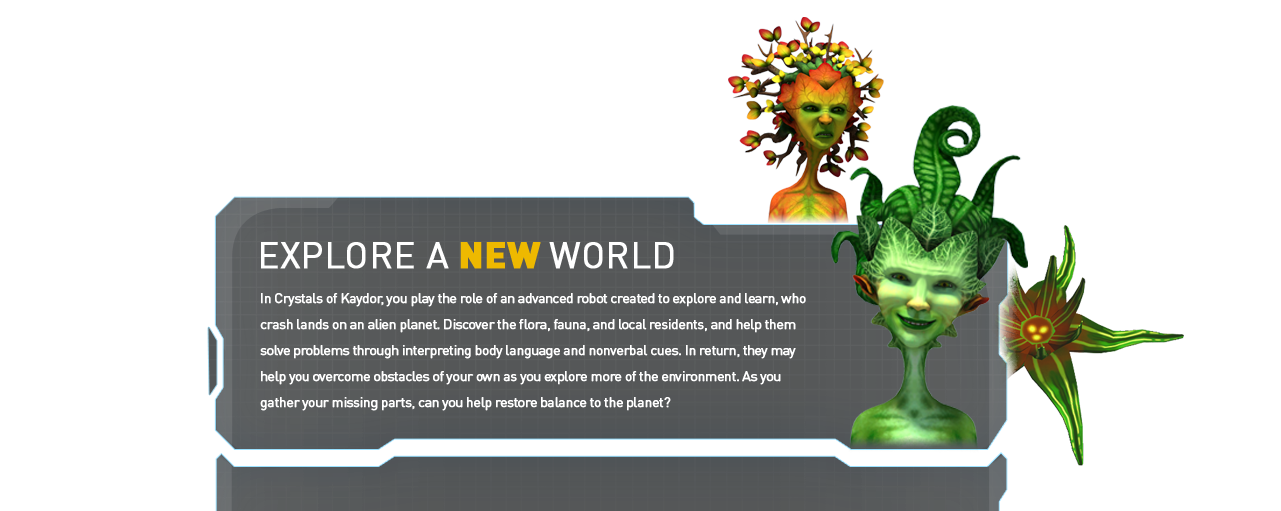 EXPLORE A NEW WORLD
In Crystals of Kaydor, you play the role of an advanced robot created to explore and learn, who
crash lands on an alien planet. Discover the flora, fauna, and local residents, and help them
solve problems through interpreting body language and nonverbal cues. In return, they may
help you overcome obstacles of your own as you explore more of the environment. As you
gather your missing parts, can you help restore balance to the planet?